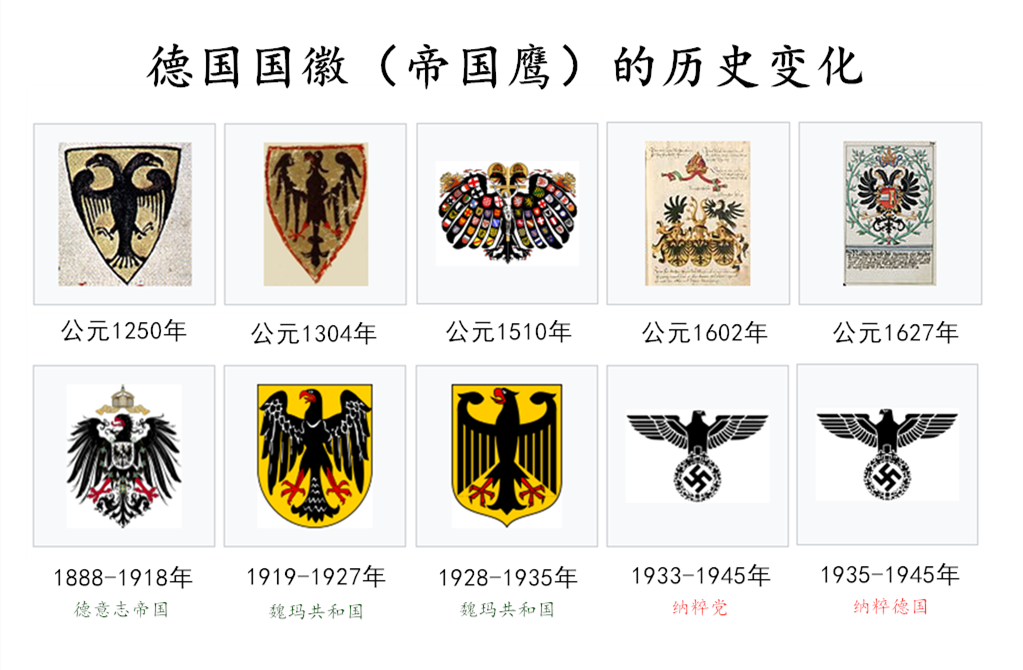 德国国徽（帝国鹰）的历史变化
公元1250年
公元1304年
公元1510年
公元1602年
公元1627年
1888-1918年
德意志帝国
1919-1927年
魏玛共和国
1928-1935年
魏玛共和国
1933-1945年
纳粹党
1935-1945年
纳粹德国